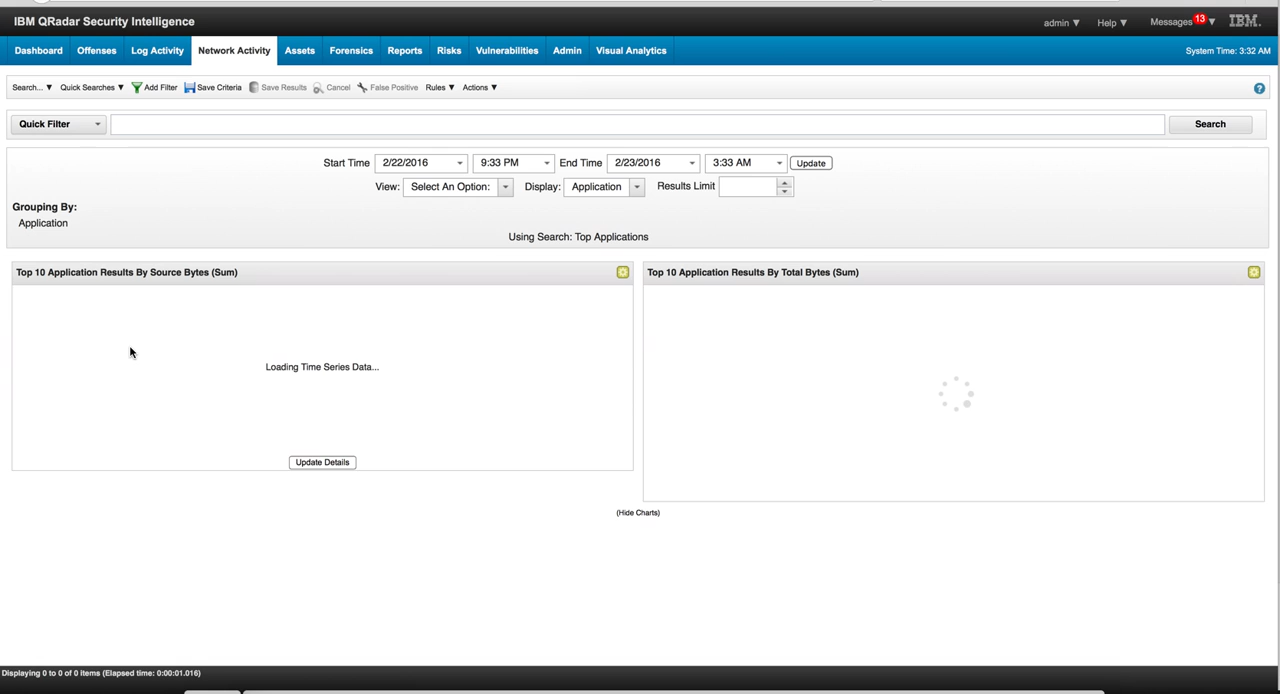 IBM QRadar Security Intelligence
admin ▼ Help ▼ Messages 13 ▼ IBM.
Dashboard Offenses Log Activity Network Activity Assets Forensics Reports Risks Vulnerabilities Admin Visual Analytics System Time: 3:32 AM
Search... ▼ Quick Searches ▼ Add Filter Save Criteria Save Results Cancel False Positive Rules ▼ Actions ▼ ?
Quick Filter Search
Start Time 2/22/2016 9:33 PM End Time 2/23/2016 3:33 AM Update
View: Select An Option: Display: Application Results Limit
Grouping By:
Application
Using Search: Top Applications
Top 10 Application Results By Source Bytes (Sum)
Loading Time Series Data...
Update Details
Top 10 Application Results By Total Bytes (Sum)
(Hide Charts)
Displaying 0 to 0 of 0 items (Elapsed time: 0:00:01.016)